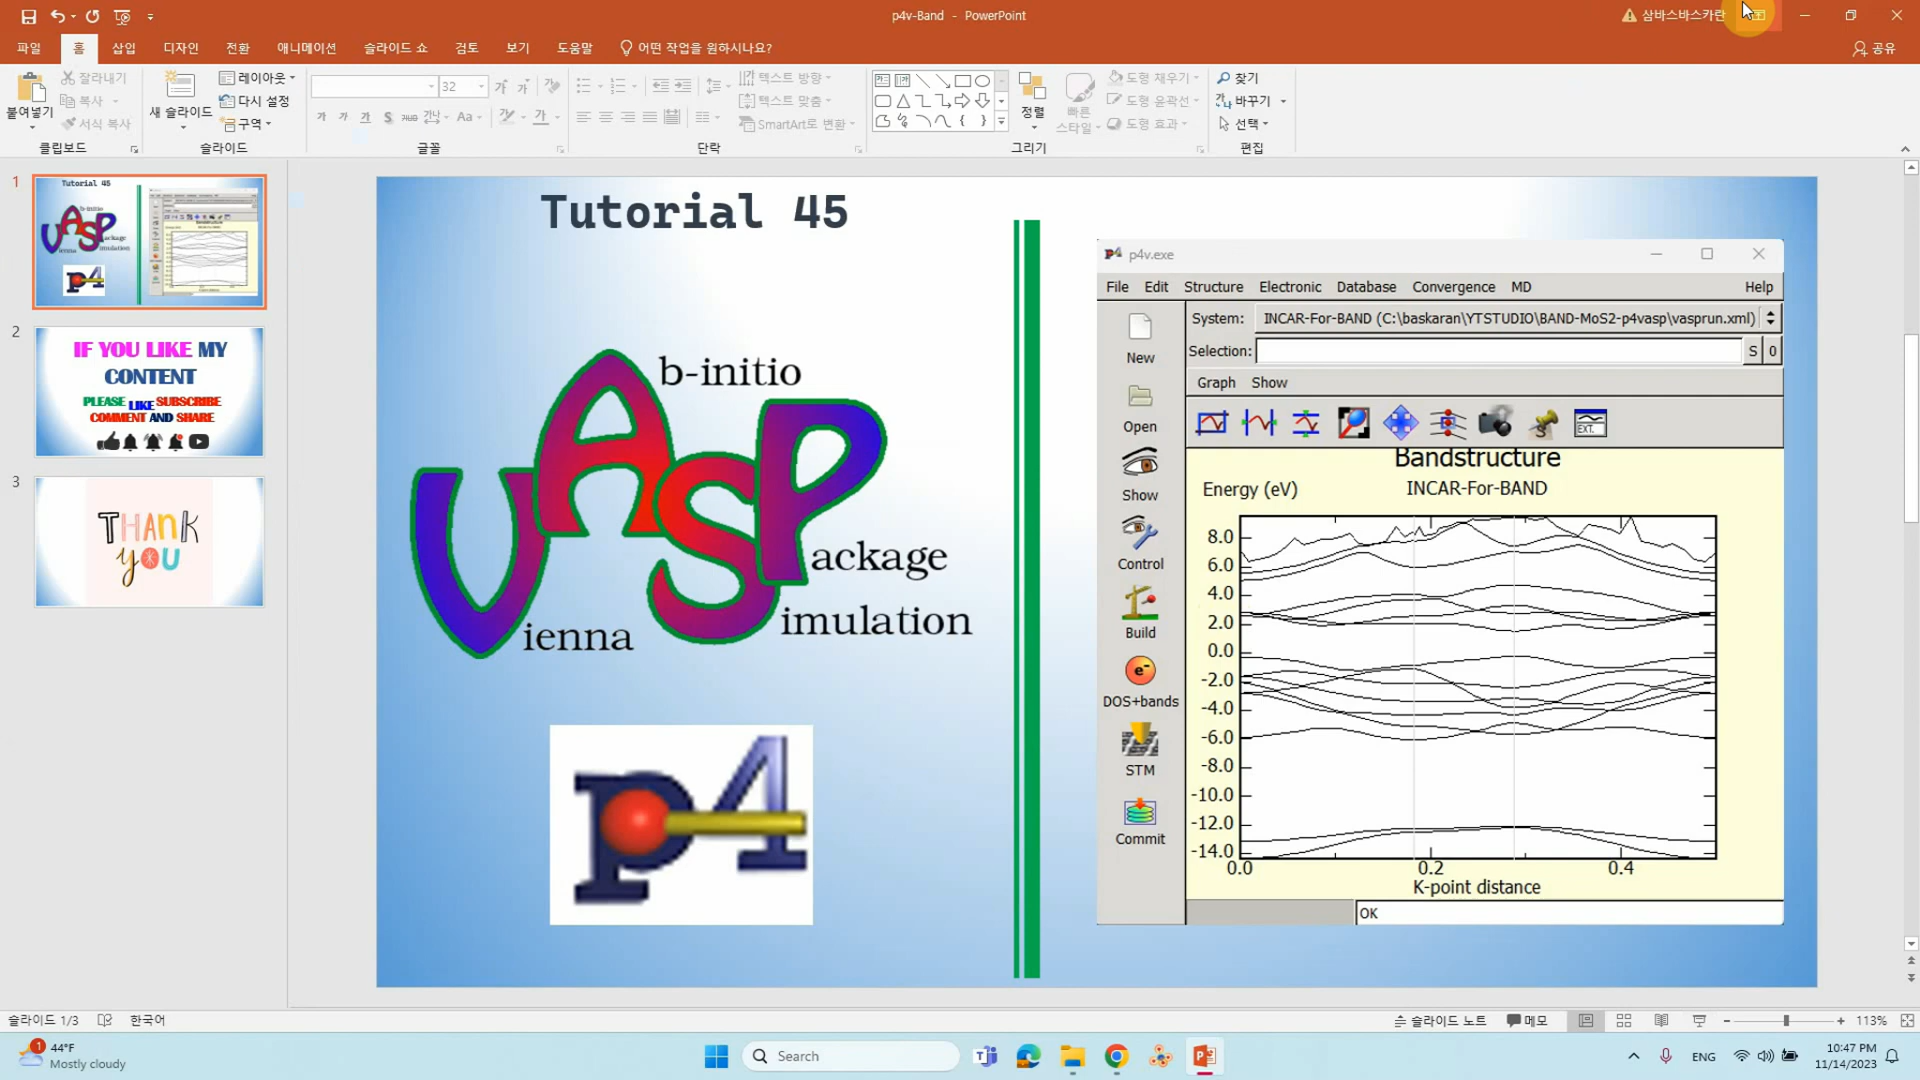 p4v-Band - PowerPoint
삼바스바스카란
파일 홈 삽입 디자인 전환 애니메이션 슬라이드 쇼 검토 보기 도움말 어떤 작업을 원하시나요? 공유
붙여넣기
잘라내기
복사
서식 복사
클립보드
새 슬라이드
레이아웃
다시 설정
구역
슬라이드
32
Aa
글꼴
텍스트 방향
텍스트 맞춤
SmartArt로 변환
단락
정렬
빠른 스타일
도형 채우기
도형 윤곽선
도형 효과
그리기
찾기
바꾸기
선택
편집
1
Tutorial 45
2
IF YOU LIKE MY
CONTENT
PLEASE LIKE SUBSCRIBE
COMMENT AND SHARE
3
THANK
YOU
Tutorial 45
Vienna
Ab-initio
Simulation
Package
p4
p4v.exe
File Edit Structure Electronic Database Convergence MD Help
System: INCAR-For-BAND (C:\baskaran\YTSTUDIO\BAND-MoS2-p4vasp\vasprun.xml)
Selection: S 0
Graph Show
EXT.
New
Open
Show
Control
Build
e-
DOS+bands
STM
Commit
Bandstructure
INCAR-For-BAND
Energy (eV)
8.0
6.0
4.0
2.0
0.0
-2.0
-4.0
-6.0
-8.0
-10.0
-12.0
-14.0
0.0 0.2 0.4
K-point distance
OK
슬라이드 1/3 한국어
슬라이드 노트 메모 113%
1
44°F
Mostly cloudy
Search
ENG
10:47 PM
11/14/2023